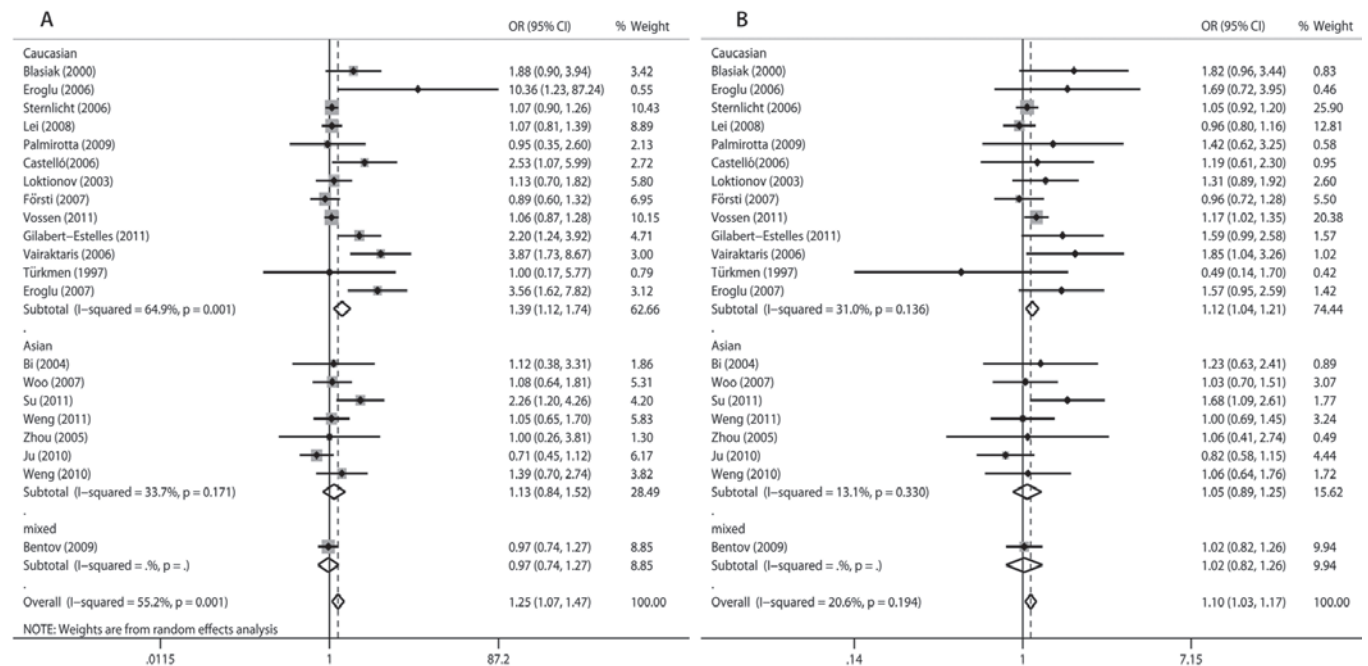 A
OR (95% CI) % Weight
Caucasian
Blasiak (2000) 1.88 (0.90, 3.94) 3.42
Eroglu (2006) 10.36 (1.23, 87.24) 0.55
Sternlicht (2006) 1.07 (0.90, 1.26) 10.43
Lei (2008) 1.07 (0.81, 1.39) 8.89
Palmirotta (2009) 0.95 (0.35, 2.60) 2.13
Castelló(2006) 2.53 (1.07, 5.99) 2.72
Loktionov (2003) 1.13 (0.70, 1.82) 5.80
Försti (2007) 0.89 (0.60, 1.32) 6.95
Vossen (2011) 1.06 (0.87, 1.28) 10.15
Gilabert−Estelles (2011) 2.20 (1.24, 3.92) 4.71
Vairaktaris (2006) 3.87 (1.73, 8.67) 3.00
Türkmen (1997) 1.00 (0.17, 5.77) 0.79
Eroglu (2007) 3.56 (1.62, 7.82) 3.12
Subtotal (I−squared = 64.9%, p = 0.001) 1.39 (1.12, 1.74) 62.66
.
Asian
Bi (2004) 1.12 (0.38, 3.31) 1.86
Woo (2007) 1.08 (0.64, 1.81) 5.31
Su (2011) 2.26 (1.20, 4.26) 4.20
Weng (2011) 1.05 (0.65, 1.70) 5.83
Zhou (2005) 1.00 (0.26, 3.81) 1.30
Ju (2010) 0.71 (0.45, 1.12) 6.17
Weng (2010) 1.39 (0.70, 2.74) 3.82
Subtotal (I−squared = 33.7%, p = 0.171) 1.13 (0.84, 1.52) 28.49
.
mixed
Bentov (2009) 0.97 (0.74, 1.27) 8.85
Subtotal (I−squared = .%, p = .) 0.97 (0.74, 1.27) 8.85
.
Overall (I−squared = 55.2%, p = 0.001) 1.25 (1.07, 1.47) 100.00
NOTE: Weights are from random effects analysis
.0115 1 87.2
B
OR (95% CI) % Weight
Caucasian
Blasiak (2000) 1.82 (0.96, 3.44) 0.83
Eroglu (2006) 1.69 (0.72, 3.95) 0.46
Sternlicht (2006) 1.05 (0.92, 1.20) 25.90
Lei (2008) 0.96 (0.80, 1.16) 12.81
Palmirotta (2009) 1.42 (0.62, 3.25) 0.58
Castelló(2006) 1.19 (0.61, 2.30) 0.95
Loktionov (2003) 1.31 (0.89, 1.92) 2.60
Försti (2007) 0.96 (0.72, 1.28) 5.50
Vossen (2011) 1.17 (1.02, 1.35) 20.38
Gilabert−Estelles (2011) 1.59 (0.99, 2.58) 1.57
Vairaktaris (2006) 1.85 (1.04, 3.26) 1.02
Türkmen (1997) 0.49 (0.14, 1.70) 0.42
Eroglu (2007) 1.57 (0.95, 2.59) 1.42
Subtotal (I−squared = 31.0%, p = 0.136) 1.12 (1.04, 1.21) 74.44
.
Asian
Bi (2004) 1.23 (0.63, 2.41) 0.89
Woo (2007) 1.03 (0.70, 1.51) 3.07
Su (2011) 1.68 (1.09, 2.61) 1.77
Weng (2011) 1.00 (0.69, 1.45) 3.24
Zhou (2005) 1.06 (0.41, 2.74) 0.49
Ju (2010) 0.82 (0.58, 1.15) 4.44
Weng (2010) 1.06 (0.64, 1.76) 1.72
Subtotal (I−squared = 13.1%, p = 0.330) 1.05 (0.89, 1.25) 15.62
.
mixed
Bentov (2009) 1.02 (0.82, 1.26) 9.94
Subtotal (I−squared = .%, p = .) 1.02 (0.82, 1.26) 9.94
.
Overall (I−squared = 20.6%, p = 0.194) 1.10 (1.03, 1.17) 100.00
.14 1 7.15